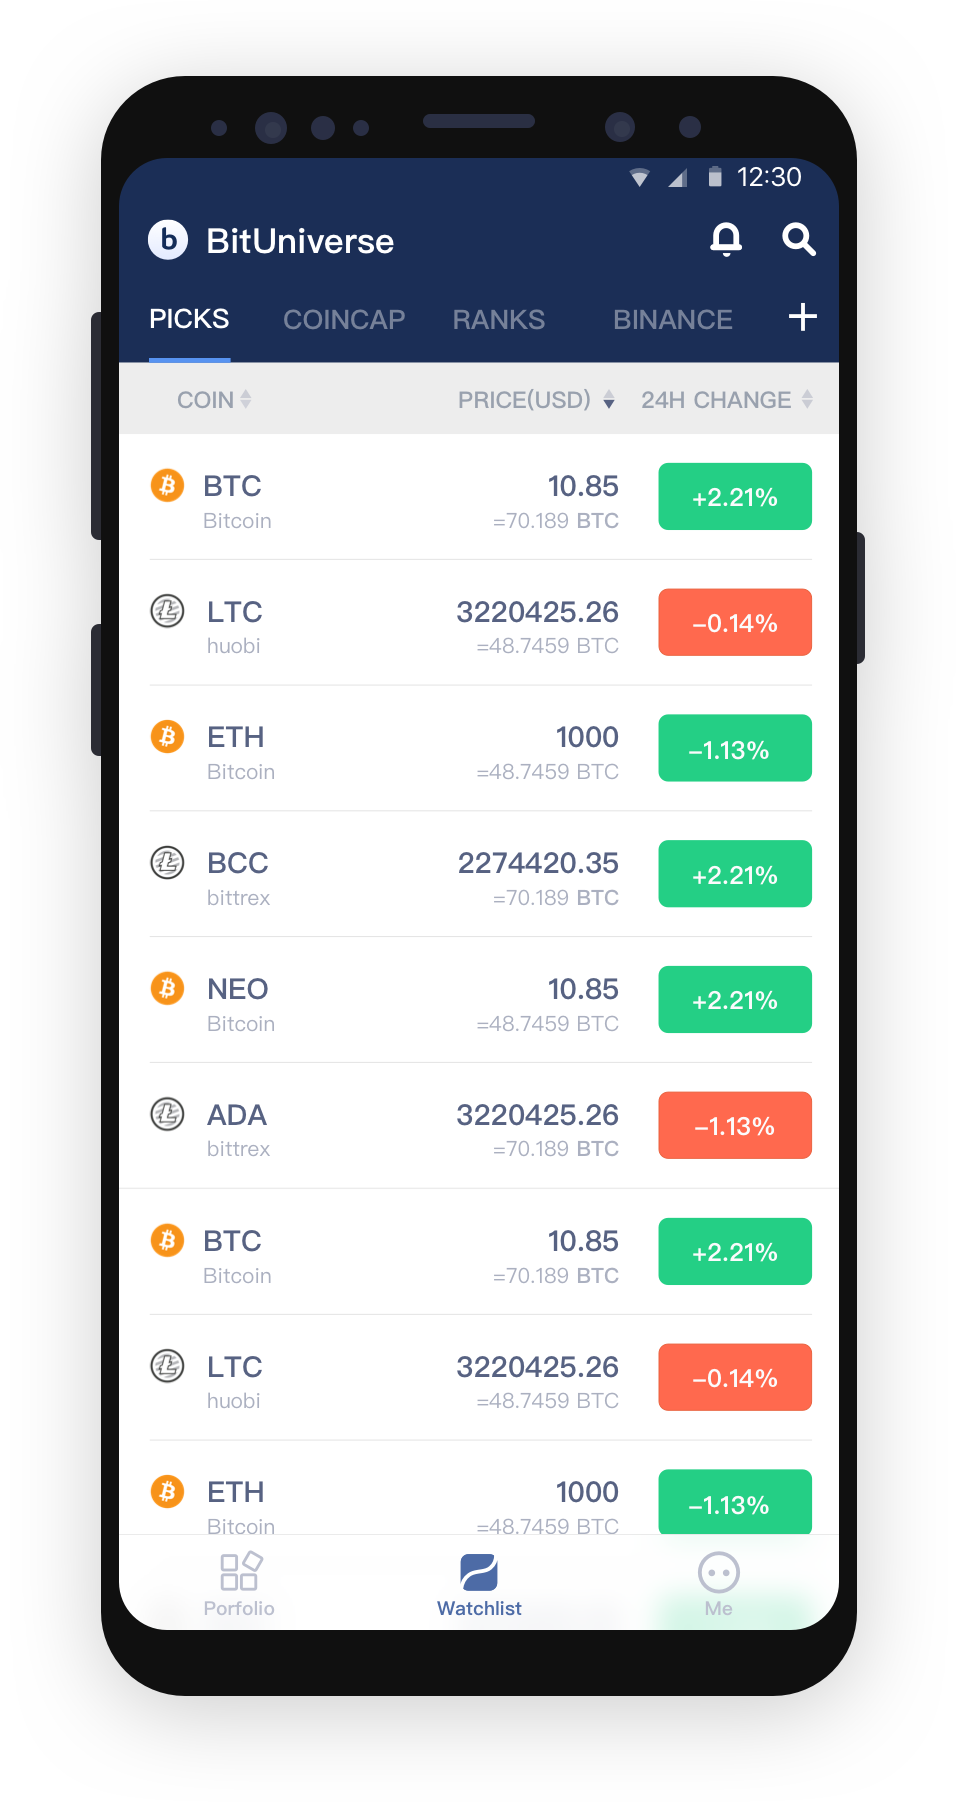 12:30
b BitUniverse
PICKS COINCAP RANKS BINANCE
COIN PRICE(USD) 24H CHANGE
BTC 10.85 +2.21%
Bitcoin =70.189 BTC
LTC 3220425.26 −0.14%
huobi =48.7459 BTC
ETH 1000 −1.13%
Bitcoin =48.7459 BTC
BCC 2274420.35 +2.21%
bittrex =70.189 BTC
NEO 10.85 +2.21%
Bitcoin =48.7459 BTC
ADA 3220425.26 −1.13%
bittrex =70.189 BTC
BTC 10.85 +2.21%
Bitcoin =70.189 BTC
LTC 3220425.26 −0.14%
huobi =48.7459 BTC
ETH 1000 −1.13%
Bitcoin =48.7459 BTC
Porfolio Watchlist Me